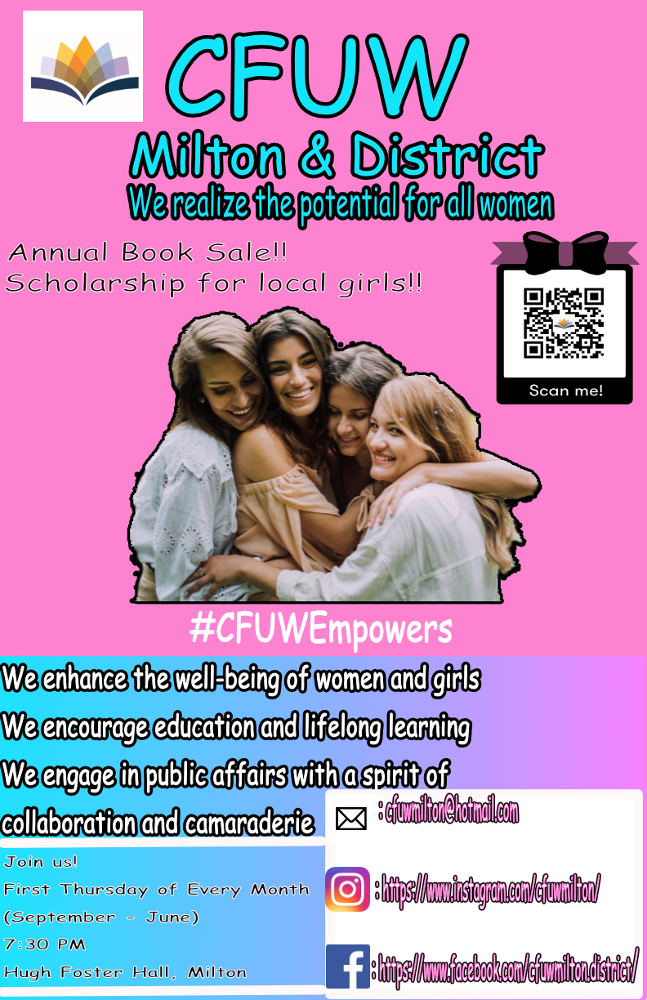 CFUW
Milton & District
We realize the potential for all women
Annual Book Sale!!
Scholarship for local girls!!
Scan me!
#CFUWEmpowers
We enhance the well-being of women and girls
We encourage education and lifelong learning
We engage in public affairs with a spirit of
collaboration and camaraderie
Join us!
First Thursday of Every Month
(September - June)
7:30 PM
Hugh Foster Hall, Milton
: cfuwmilton@hotmail.com
: https://www.instagram.com/cfuwmilton/
: https://www.facebook.com/cfuwmilton.district/